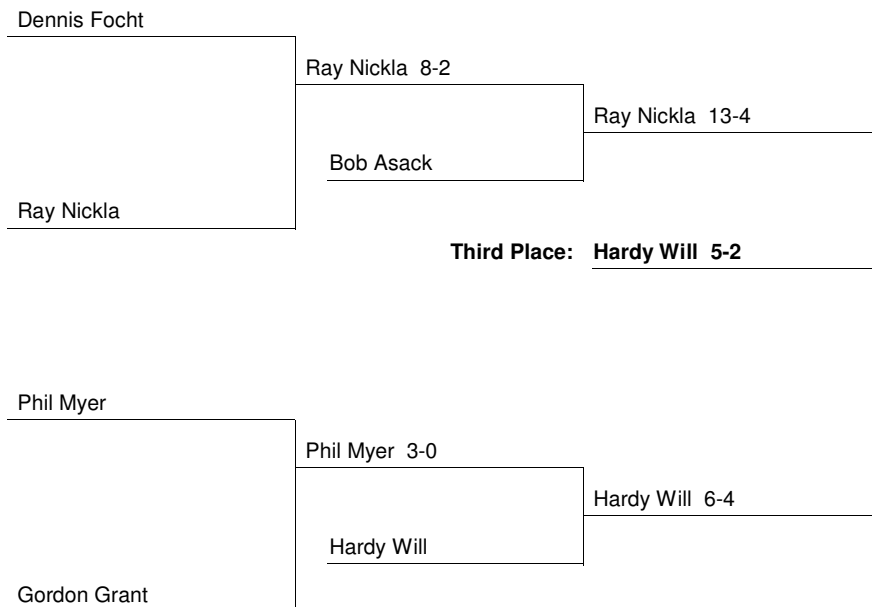 Dennis Focht
Ray Nickla 8-2
Ray Nickla 13-4
Bob Asack
Ray Nickla
Third Place: Hardy Will 5-2
Phil Myer
Phil Myer 3-0
Hardy Will 6-4
Hardy Will
Gordon Grant